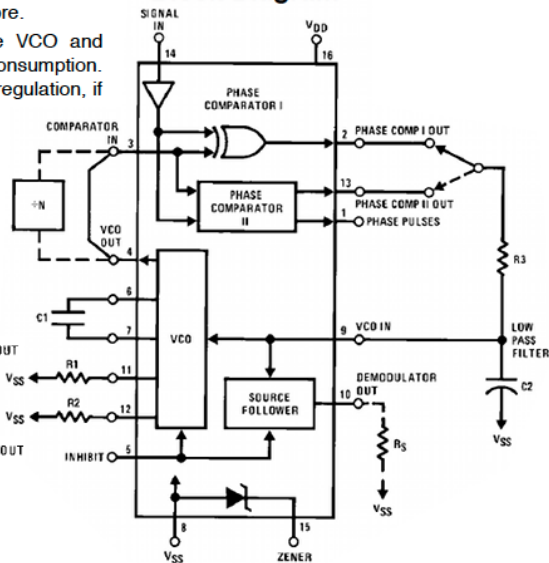 ore.
e VCO and
onsumption.
regulation, if
SIGNAL
IN
VDD
14
16
PHASE
COMPARATOR I
COMPARATOR
IN
3
2
PHASE COMP I OUT
÷N
PHASE
COMPARATOR
II
13
PHASE COMP II OUT
1
PHASE PULSES
VCO
OUT
4
R3
C1
6
7
VCO
9
VCO IN
LOW
PASS
FILTER
OUT
R1
VSS
11
SOURCE
FOLLOWER
10
DEMODULATOR
OUT
C2
R2
VSS
12
RS
VSS
OUT
INHIBIT
5
VSS
8
15
VSS
ZENER